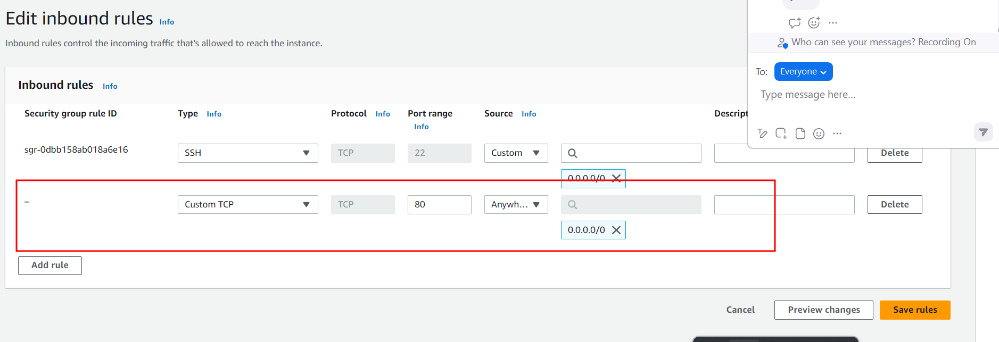 Edit inbound rules Info
Inbound rules control the incoming traffic that's allowed to reach the instance.
Inbound rules Info
Security group rule ID
Type Info
Protocol Info
Port range
Info
Source Info
Descript
sgr-0dbb158ab018a6e16
SSH
TCP
22
Custom
0.0.0.0/0
Delete
–
Custom TCP
TCP
80
Anywh...
0.0.0.0/0
Delete
Add rule
Cancel
Preview changes
Save rules
Who can see your messages? Recording On
To: Everyone
Type message here...